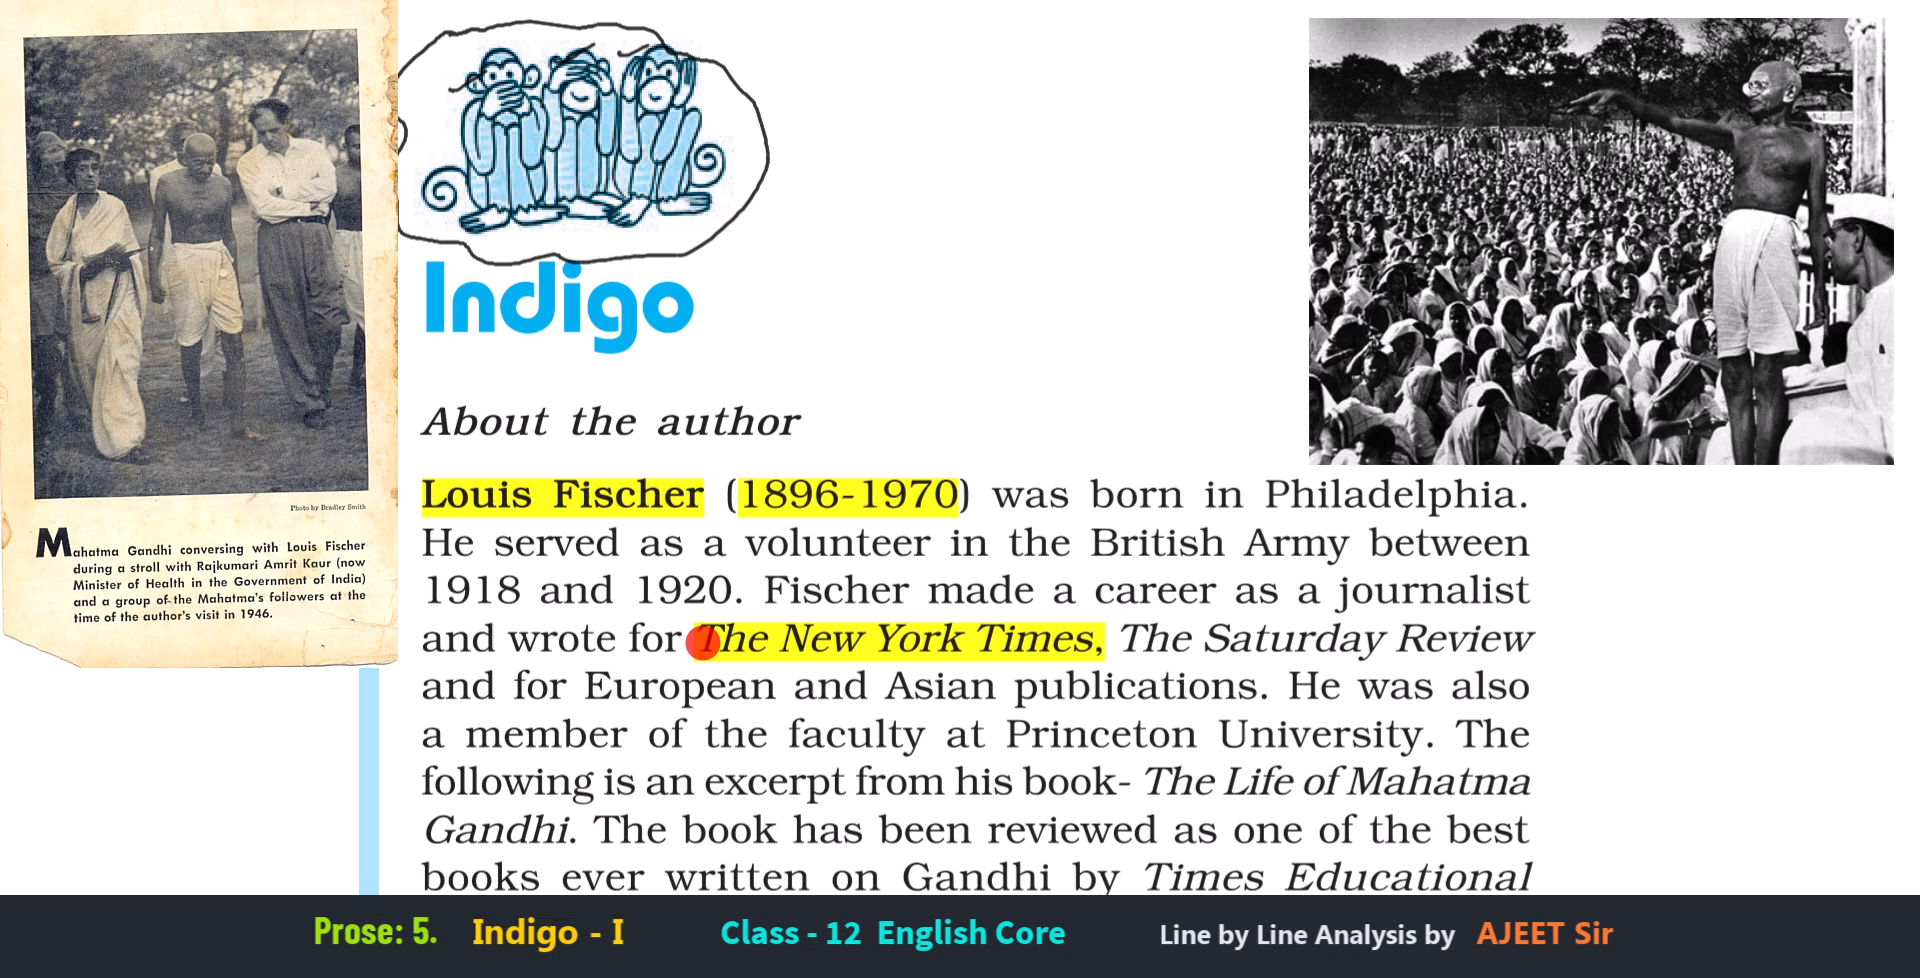 Photo by Bradley Smith
Mahatma Gandhi conversing with Louis Fischer
during a stroll with Rajkumari Amrit Kaur (now
Minister of Health in the Government of India)
and a group of the Mahatma's followers at the
time of the author's visit in 1946.
Indigo
About the author
Louis Fischer (1896-1970) was born in Philadelphia.
He served as a volunteer in the British Army between
1918 and 1920. Fischer made a career as a journalist
and wrote for The New York Times, The Saturday Review
and for European and Asian publications. He was also
a member of the faculty at Princeton University. The
following is an excerpt from his book- The Life of Mahatma
Gandhi. The book has been reviewed as one of the best
books ever written on Gandhi by Times Educational
Prose: 5. Indigo - I Class - 12 English Core Line by Line Analysis by AJEET Sir